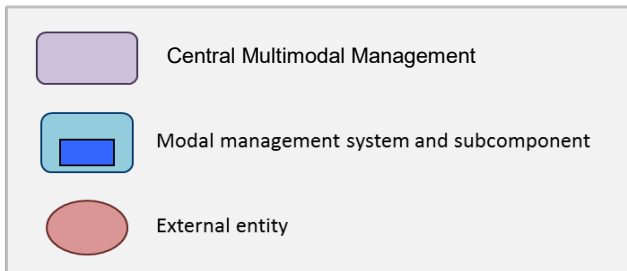 Central Multimodal Management
Modal management system and subcomponent
External entity